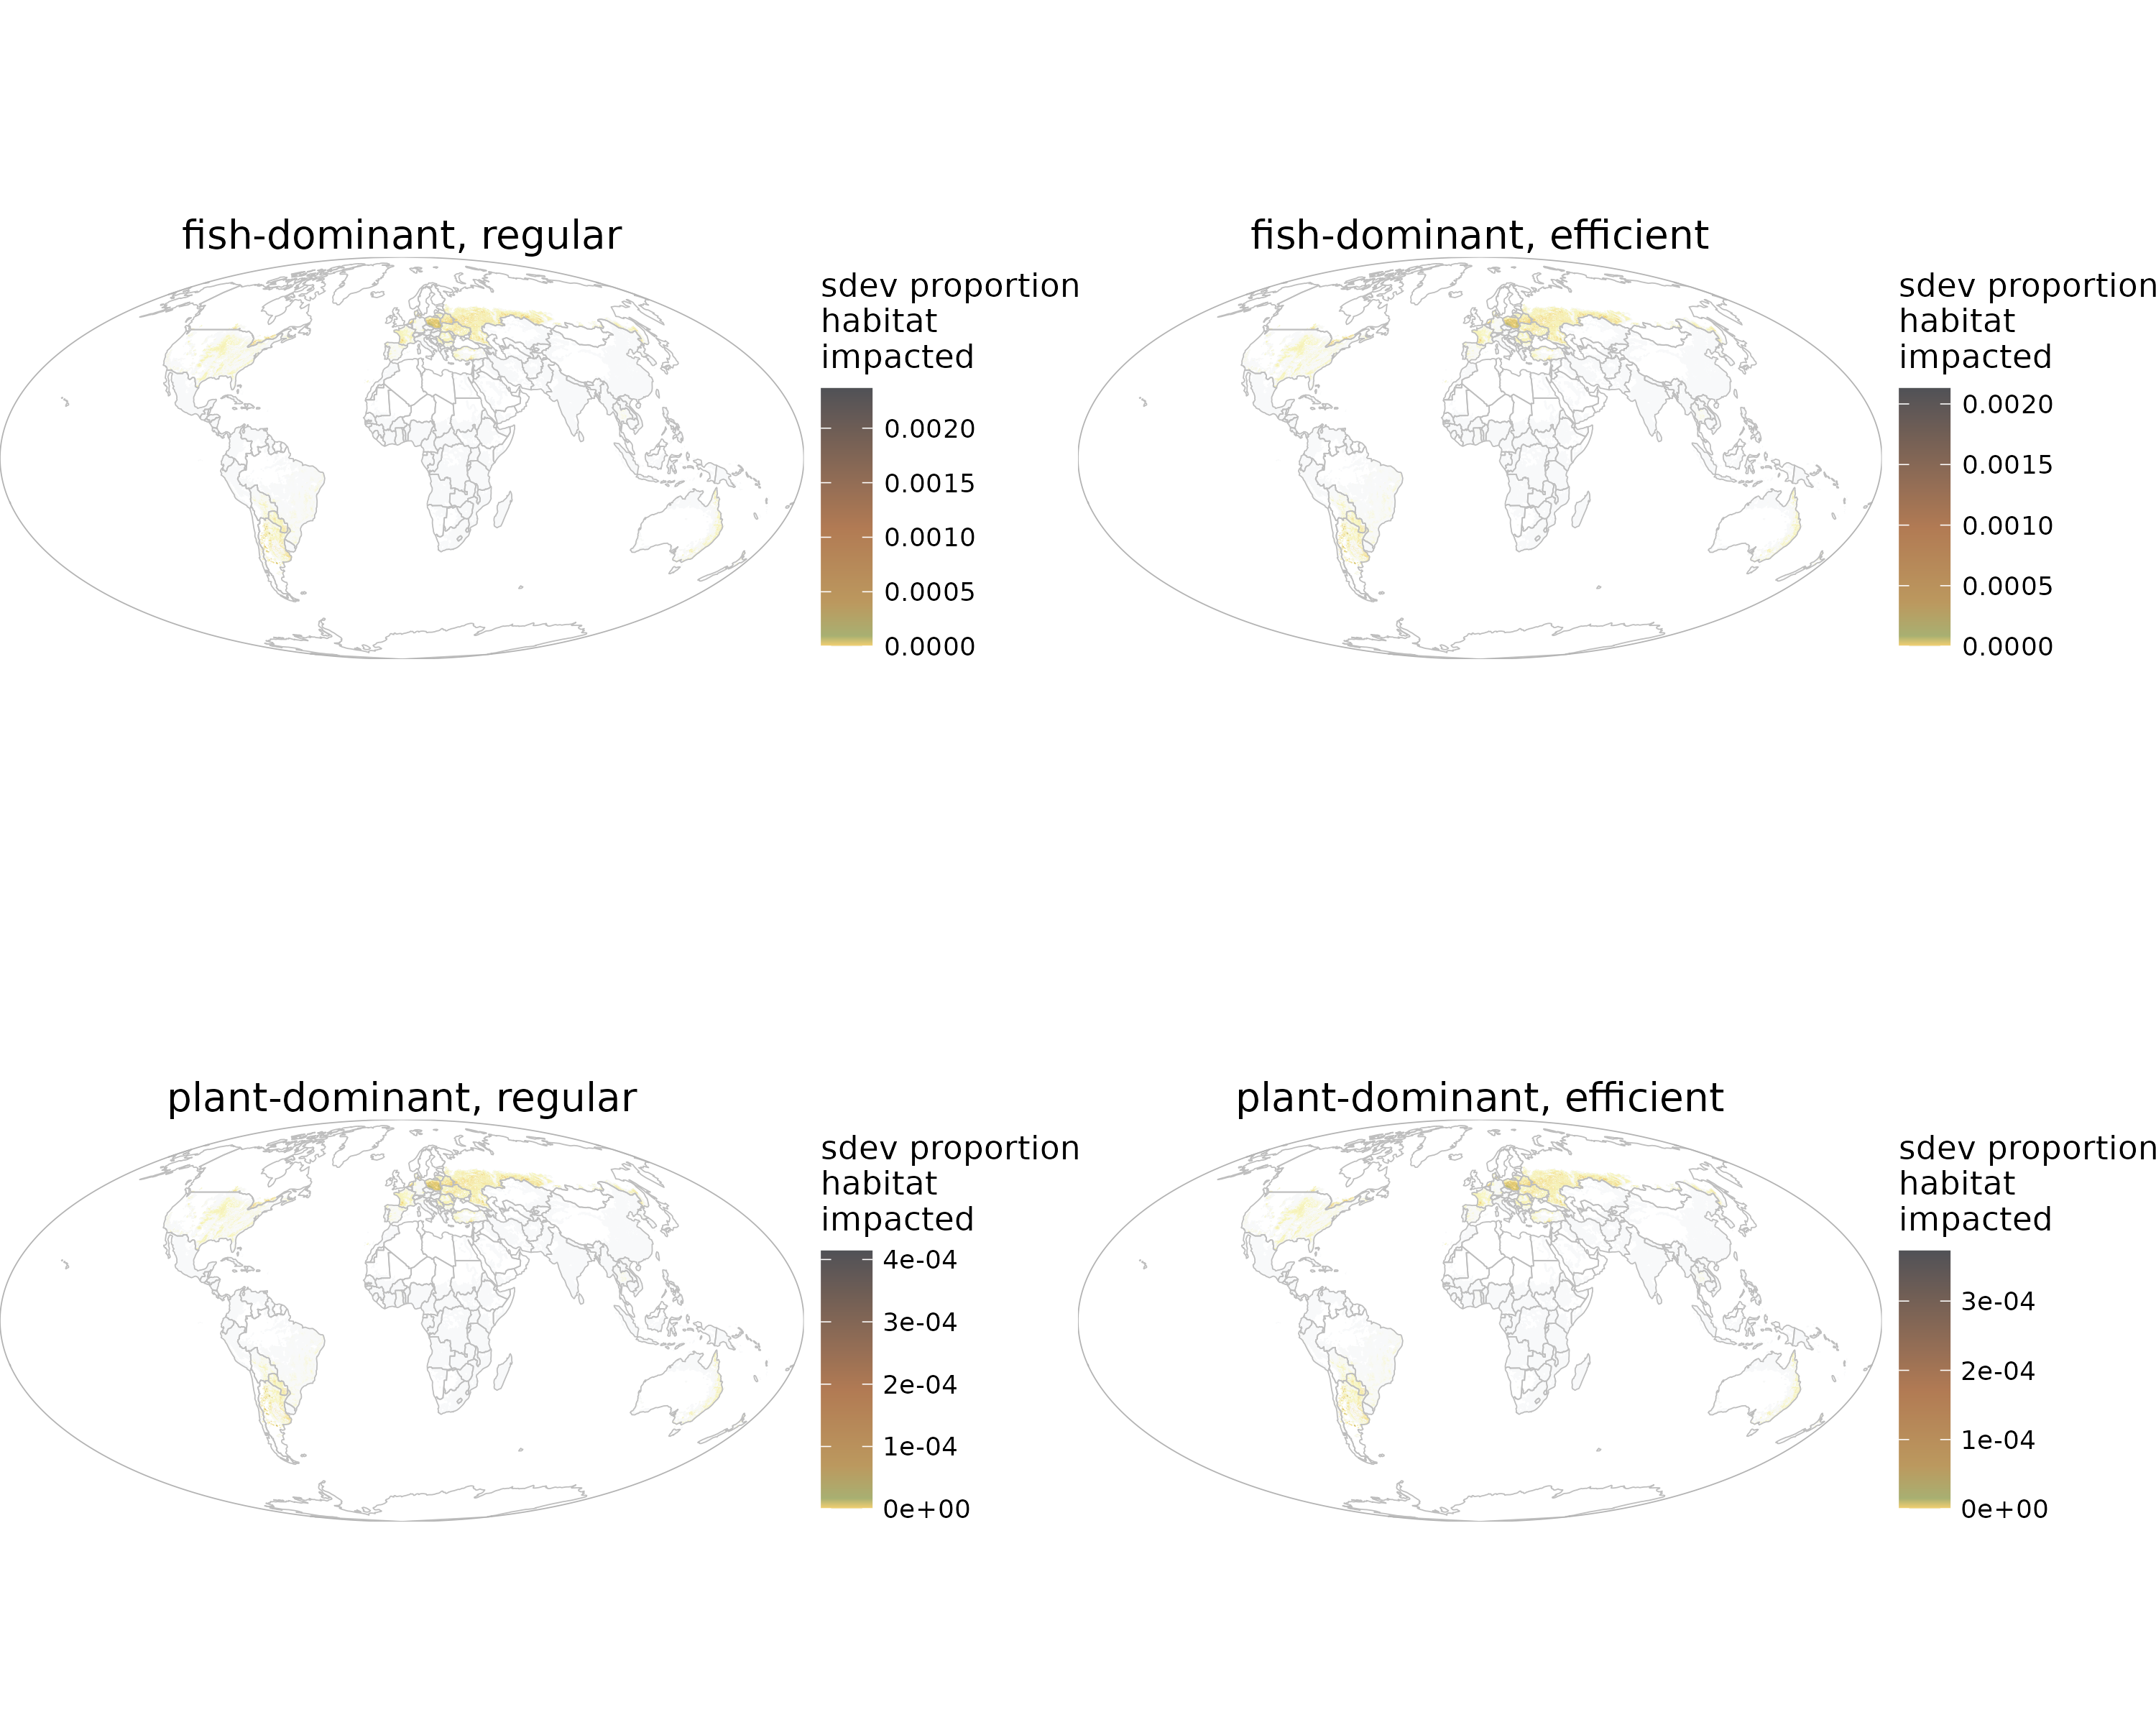 fish-dominant, regular
sdev proportion
habitat
impacted
0.0020
0.0015
0.0010
0.0005
0.0000
fish-dominant, efficient
sdev proportion
habitat
impacted
0.0020
0.0015
0.0010
0.0005
0.0000
plant-dominant, regular
sdev proportion
habitat
impacted
4e-04
3e-04
2e-04
1e-04
0e+00
plant-dominant, efficient
sdev proportion
habitat
impacted
3e-04
2e-04
1e-04
0e+00